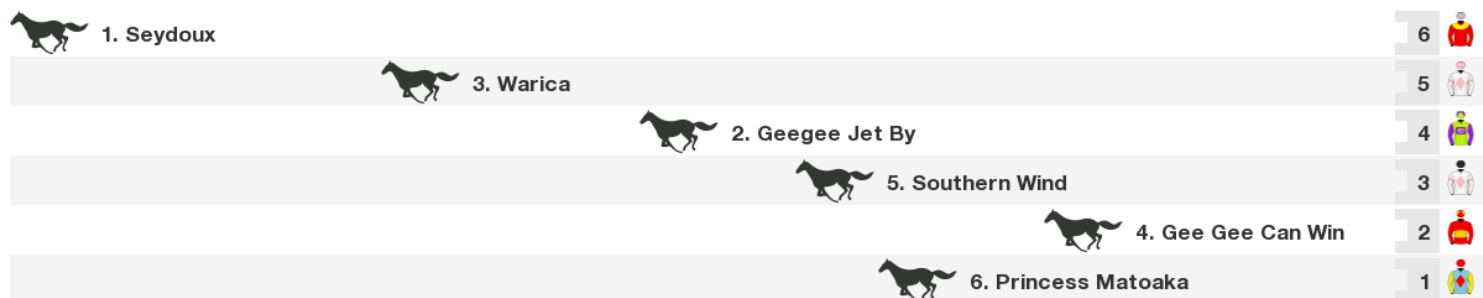 1. Seydoux 6
3. Warica 5
2. Geegee Jet By 4
5. Southern Wind 3
4. Gee Gee Can Win 2
6. Princess Matoaka 1